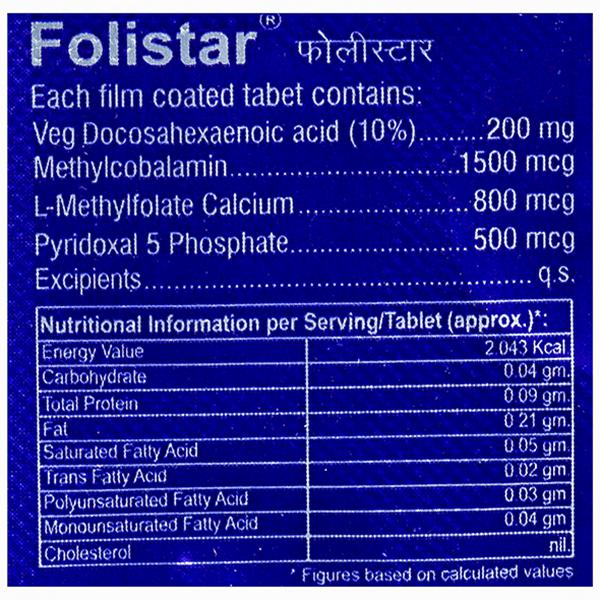 Folistar® फोलीस्टार
Each film coated tabet contains:
Veg Docosahexaenoic acid (10%).........200 mg
Methylcobalamin..............................1500 mcg
L-Methylfolate Calcium......................800 mcg
Pyridoxal 5 Phosphate.......................500 mcg
Excipients.................................................. q.s.
Nutritional Information per Serving/Tablet (approx.)*:
Energy Value 2.043 Kcal
Carbohydrate 0.04 gm.
Total Protein 0.09 gm.
Fat 0.21 gm.
Saturated Fatty Acid 0.05 gm.
Trans Fatty Acid 0.02 gm
Polyunsaturated Fatty Acid 0.03 gm
Monounsaturated Fatty Acid 0.04 gm
Cholesterol nil.
* Figures based on calculated values